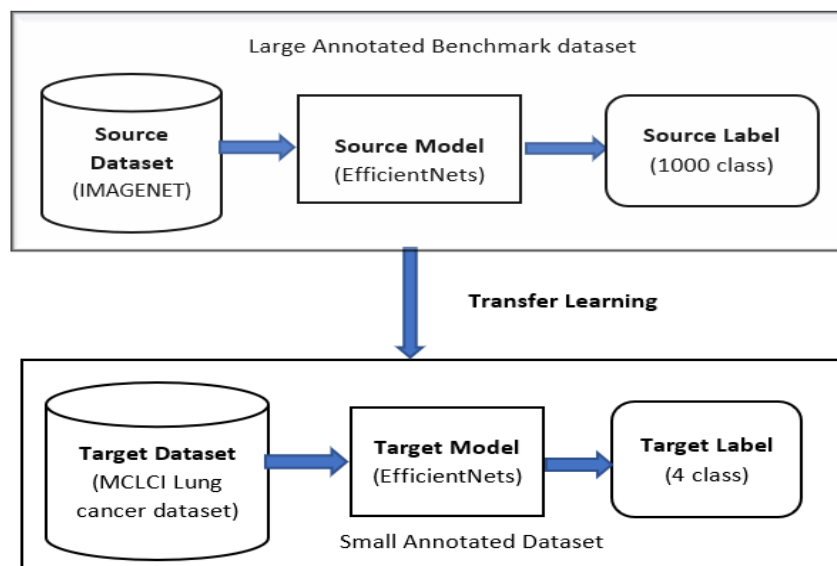 Large Annotated Benchmark dataset
Source
Dataset
(IMAGENET)
Source Model
(EfficientNets)
Source Label
(1000 class)
Transfer Learning
Target Dataset
(MCLCI Lung
cancer dataset)
Target Model
(EfficientNets)
Target Label
(4 class)
Small Annotated Dataset